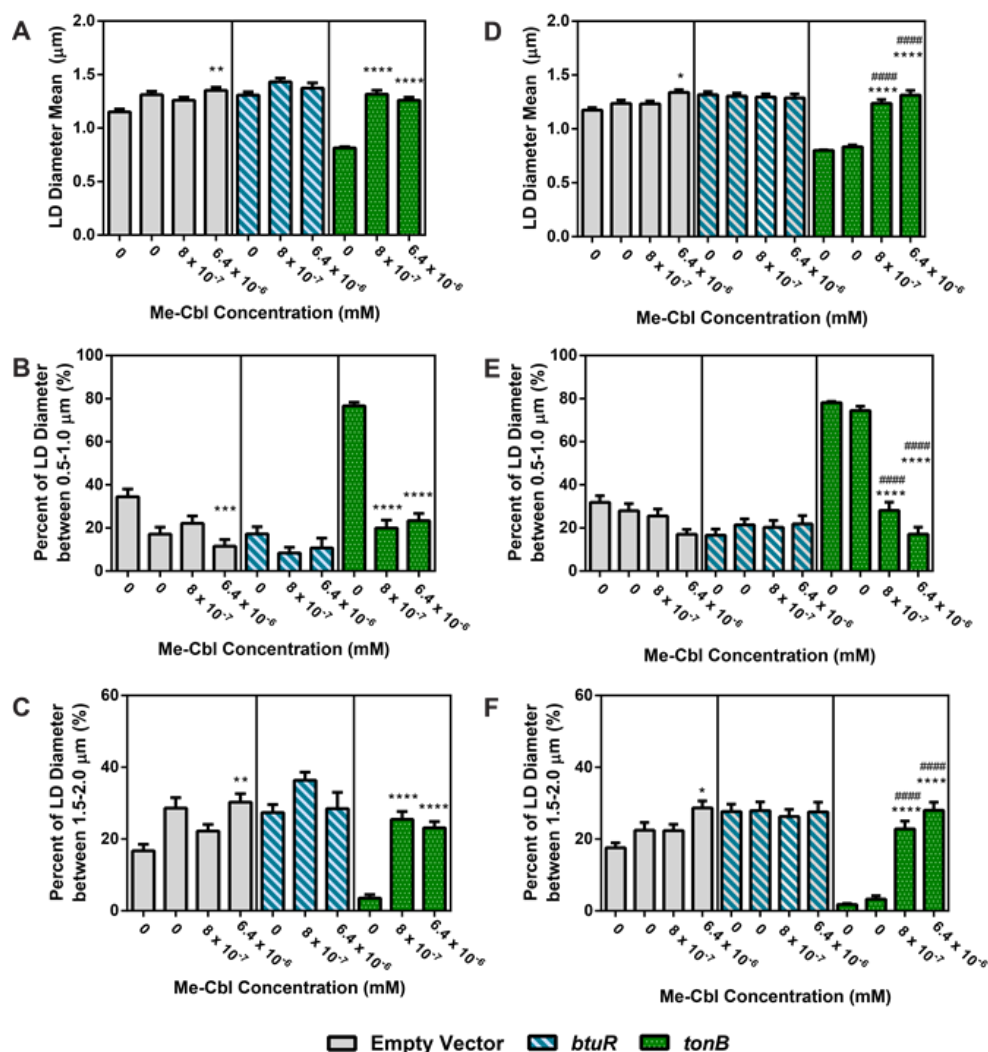 A
LD Diameter Mean (μm)
2.0
1.5
1.0
0.5
0.0
**
****
****
0
0
8 x 10-7
6.4 x 10-6
0
8 x 10-7
6.4 x 10-6
0
8 x 10-7
6.4 x 10-6
Me-Cbl Concentration (mM)
D
LD Diameter Mean (μm)
2.0
1.5
1.0
0.5
0.0
*
####
****
####
****
0
0
8 x 10-7
6.4 x 10-6
0
0
8 x 10-7
6.4 x 10-6
0
0
8 x 10-7
6.4 x 10-6
Me-Cbl Concentration (mM)
B
Percent of LD Diameter
between 0.5-1.0 μm (%)
100
80
60
40
20
0
***
****
****
0
0
8 x 10-7
6.4 x 10-6
0
8 x 10-7
6.4 x 10-6
0
8 x 10-7
6.4 x 10-6
Me-Cbl Concentration (mM)
E
Percent of LD Diameter
between 0.5-1.0 μm (%)
100
80
60
40
20
0
####
****
####
****
0
0
8 x 10-7
6.4 x 10-6
0
0
8 x 10-7
6.4 x 10-6
0
0
8 x 10-7
6.4 x 10-6
Me-Cbl Concentration (mM)
C
Percent of LD Diameter
between 1.5-2.0 μm (%)
60
40
20
0
**
****
****
0
0
8 x 10-7
6.4 x 10-6
0
8 x 10-7
6.4 x 10-6
0
8 x 10-7
6.4 x 10-6
Me-Cbl Concentration (mM)
F
Percent of LD Diameter
between 1.5-2.0 μm (%)
60
40
20
0
*
####
****
####
****
0
0
8 x 10-7
6.4 x 10-6
0
0
8 x 10-7
6.4 x 10-6
0
0
8 x 10-7
6.4 x 10-6
Me-Cbl Concentration (mM)
Empty Vector btuR tonB